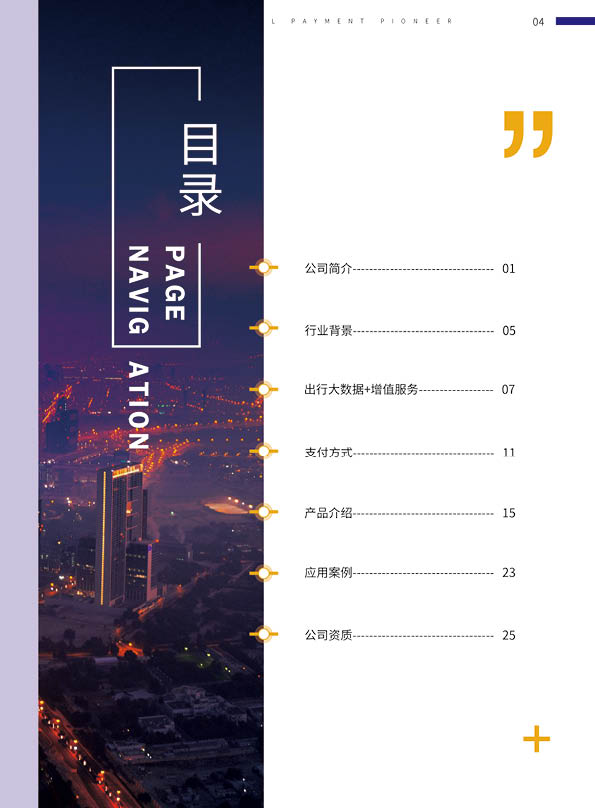 L PAYMENT PIONEER
04
目录
PAGE
NAVIG ATION
公司简介---------------------------------- 01
行业背景---------------------------------- 05
出行大数据+增值服务------------------ 07
支付方式---------------------------------- 11
产品介绍---------------------------------- 15
应用案例---------------------------------- 23
公司资质---------------------------------- 25